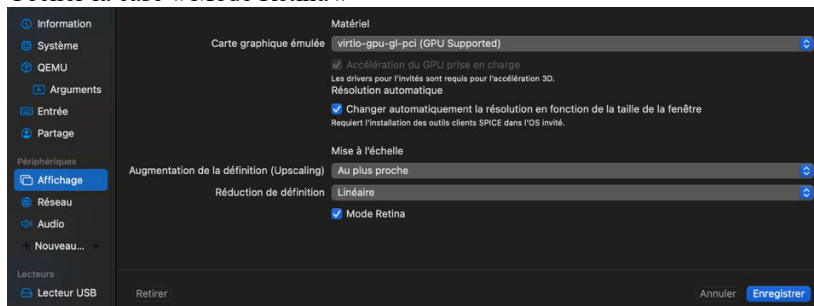 Information
Système
QEMU
Arguments
Entrée
Partage
Périphériques
Affichage
Réseau
Audio
Nouveau...
Lecteurs
Lecteur USB
Matériel
Carte graphique émulée virtio-gpu-gl-pci (GPU Supported)
Accélération du GPU prise en charge
Les drivers pour l'invités sont requis pour l'accélération 3D.
Résolution automatique
Changer automatiquement la résolution en fonction de la taille de la fenêtre
Requiert l'installation des outils clients SPICE dans l'OS invité.
Mise à l'échelle
Augmentation de la définition (Upscaling) Au plus proche
Réduction de définition Linéaire
Mode Retina
Retirer Annuler Enregistrer